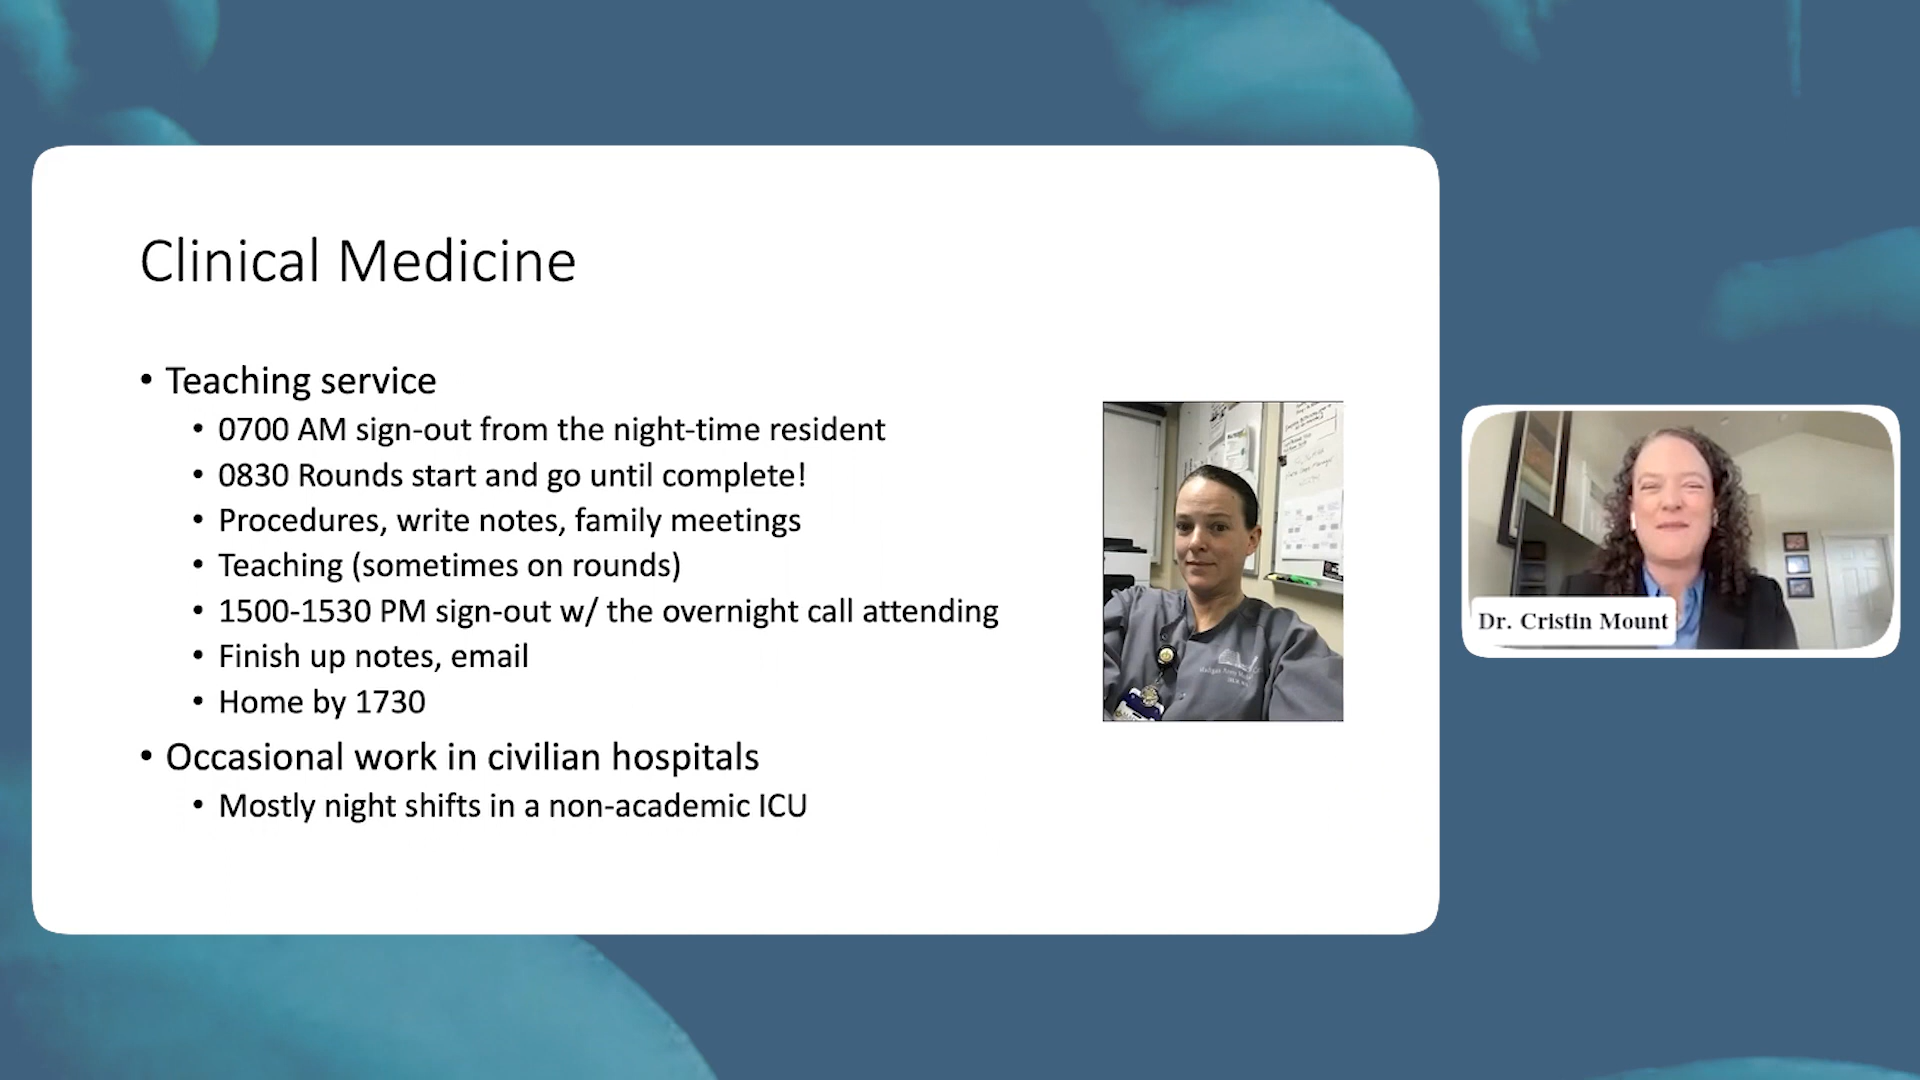 Clinical Medicine
• Teaching service
• 0700 AM sign-out from the night-time resident
• 0830 Rounds start and go until complete!
• Procedures, write notes, family meetings
• Teaching (sometimes on rounds)
• 1500-1530 PM sign-out w/ the overnight call attending
• Finish up notes, email
• Home by 1730
• Occasional work in civilian hospitals
• Mostly night shifts in a non-academic ICU
Dr. Cristin Mount